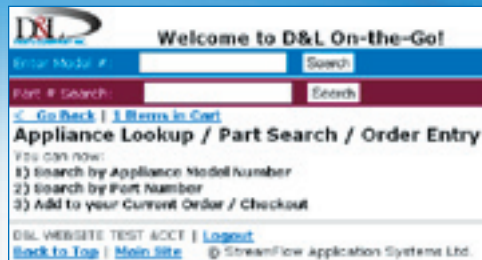 D&L
Welcome to D&L On-the-Go!
Enter Model #: Search
Part # Search: Search
< Go Back | 1 Items in Cart
Appliance Lookup / Part Search / Order Entry
You can now:
1) Search by Appliance Model Number
2) Search by Part Number
3) Add to your Current Order / Checkout
D&L WEBSITE TEST ACCT | Logout
Back to Top | Main Site © StreamFlow Application Systems Ltd.